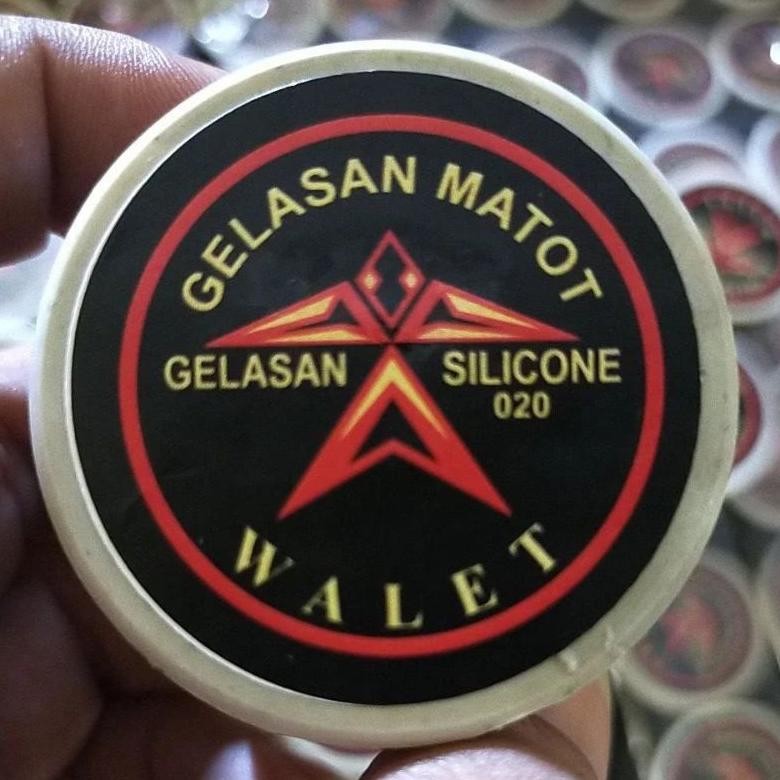 GELASAN MATOT
GELASAN SILICONE
020
WALET